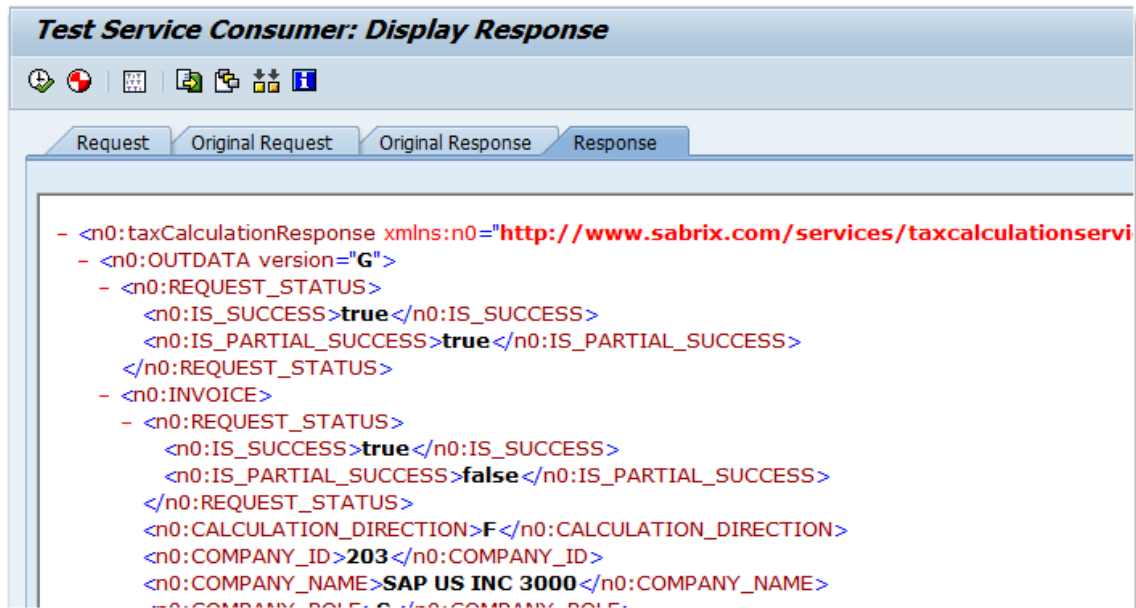 Test Service Consumer: Display Response
Request Original Request Original Response Response
- <n0:taxCalculationResponse xmlns:n0="http://www.sabrix.com/services/taxcalculationservi
- <n0:OUTDATA version="G">
- <n0:REQUEST_STATUS>
<n0:IS_SUCCESS>true</n0:IS_SUCCESS>
<n0:IS_PARTIAL_SUCCESS>true</n0:IS_PARTIAL_SUCCESS>
</n0:REQUEST_STATUS>
- <n0:INVOICE>
- <n0:REQUEST_STATUS>
<n0:IS_SUCCESS>true</n0:IS_SUCCESS>
<n0:IS_PARTIAL_SUCCESS>false</n0:IS_PARTIAL_SUCCESS>
</n0:REQUEST_STATUS>
<n0:CALCULATION_DIRECTION>F</n0:CALCULATION_DIRECTION>
<n0:COMPANY_ID>203</n0:COMPANY_ID>
<n0:COMPANY_NAME>SAP US INC 3000</n0:COMPANY_NAME>